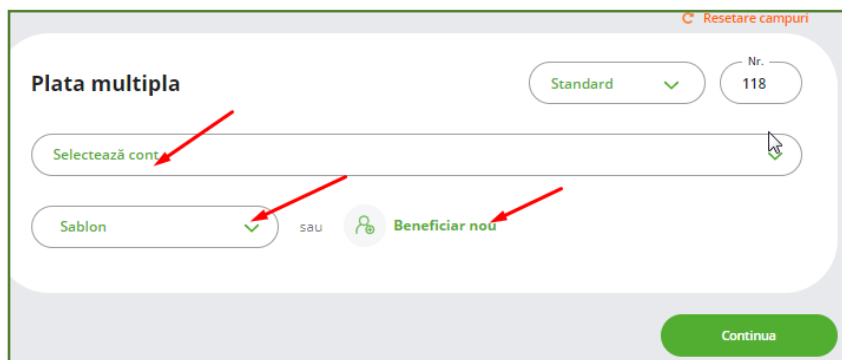 Resetare campuri
Plata multipla
Standard
Nr.
118
Selectează cont
Sablon
sau
Beneficiar nou
Continua